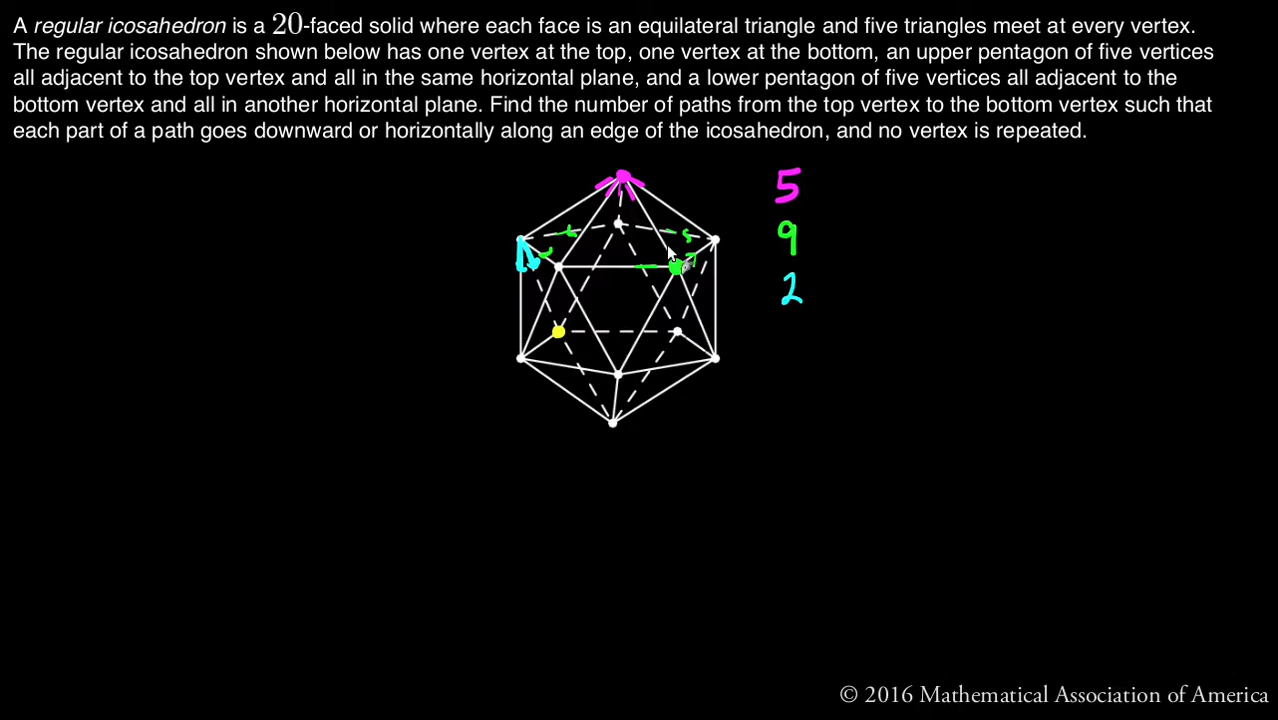 A regular icosahedron is a 20-faced solid where each face is an equilateral triangle and five triangles meet at every vertex.
The regular icosahedron shown below has one vertex at the top, one vertex at the bottom, an upper pentagon of five vertices
all adjacent to the top vertex and all in the same horizontal plane, and a lower pentagon of five vertices all adjacent to the
bottom vertex and all in another horizontal plane. Find the number of paths from the top vertex to the bottom vertex such that
each part of a path goes downward or horizontally along an edge of the icosahedron, and no vertex is repeated.
5
9
2
© 2016 Mathematical Association of America